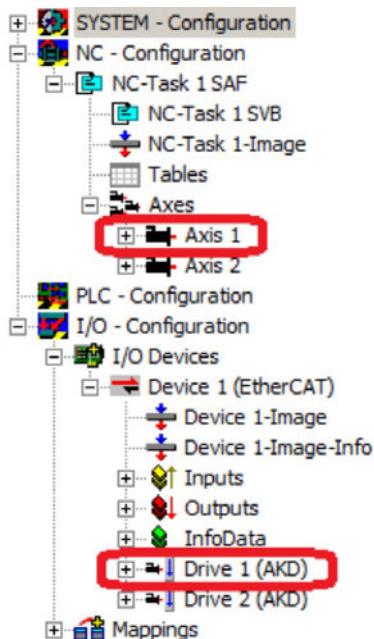 SYSTEM - Configuration
NC - Configuration
NC-Task 1 SAF
NC-Task 1 SVB
NC-Task 1-Image
Tables
Axes
Axis 1
Axis 2
PLC - Configuration
I/O - Configuration
I/O Devices
Device 1 (EtherCAT)
Device 1-Image
Device 1-Image-Info
Inputs
Outputs
InfoData
Drive 1 (AKD)
Drive 2 (AKD)
Mappings